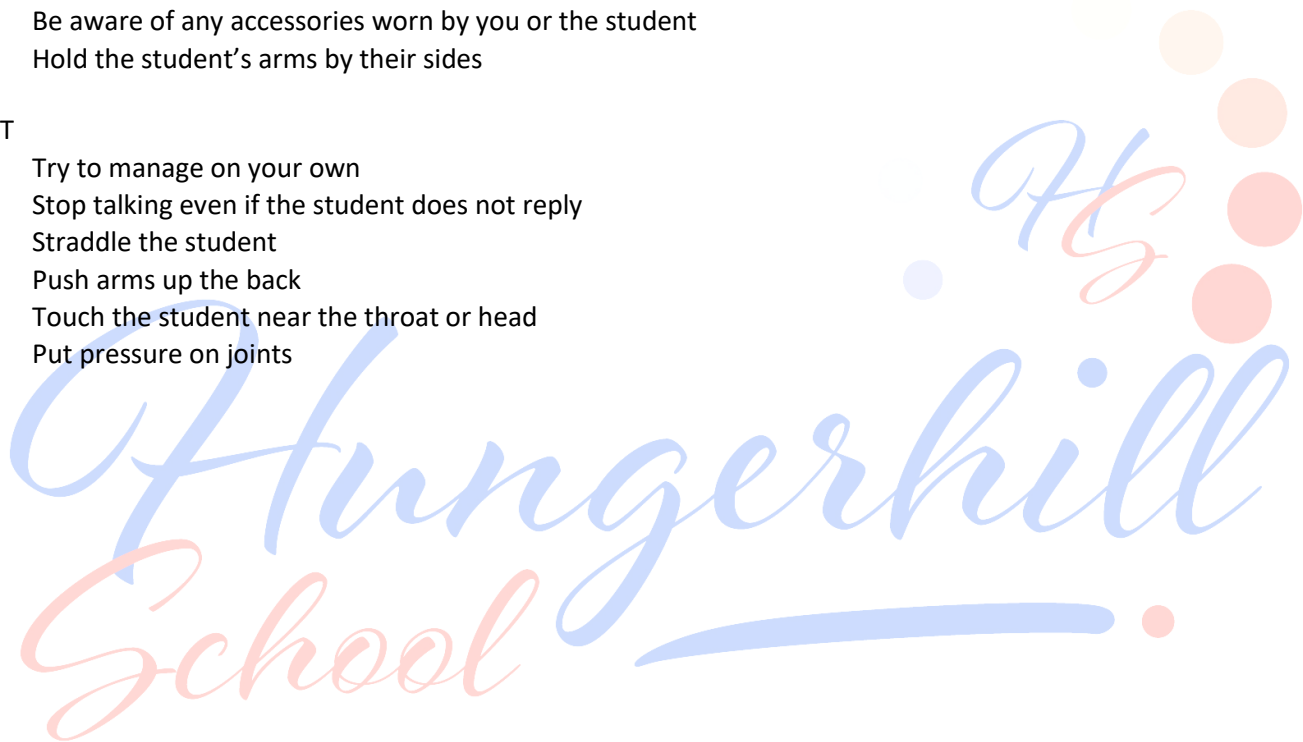 Be aware of any accessories worn by you or the student
Hold the student’s arms by their sides
T
Try to manage on your own
Stop talking even if the student does not reply
Straddle the student
Push arms up the back
Touch the student near the throat or head
Put pressure on joints
HS
Hungerhill
School